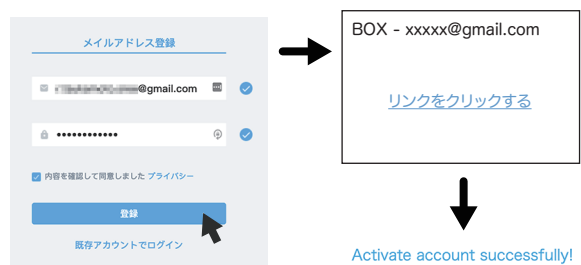 メイルアドレス登録
@gmail.com
••••••••••••
内容を確認して同意しました プライバシー
登録
既存アカウントでログイン
BOX - xxxxx@gmail.com
リンクをクリックする
Activate account successfully!